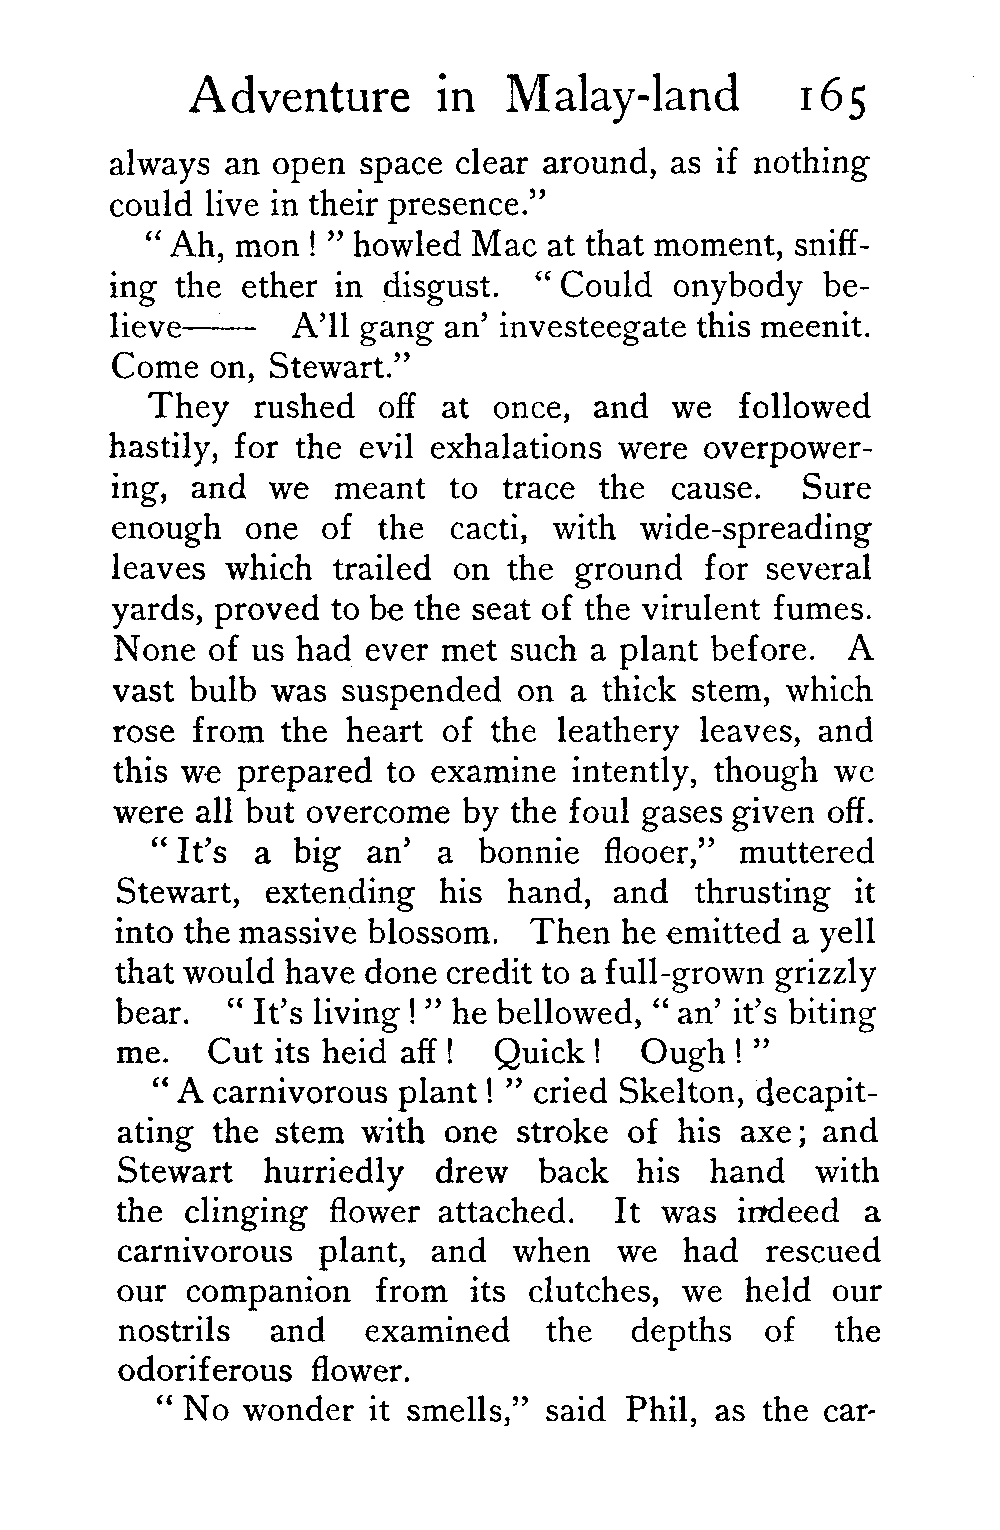 Adventure in Malay-land 165
always an open space clear around, as if nothing
could live in their presence.”
“ Ah, mon ! ” howled Mac at that moment, sniff-
ing the ether in disgust. “ Could onybody be-
lieve—— A’ll gang an’ investeegate this meenit.
Come on, Stewart.”
They rushed off at once, and we followed
hastily, for the evil exhalations were overpower-
ing, and we meant to trace the cause. Sure
enough one of the cacti, with wide-spreading
leaves which trailed on the ground for several
yards, proved to be the seat of the virulent fumes.
None of us had ever met such a plant before. A
vast bulb was suspended on a thick stem, which
rose from the heart of the leathery leaves, and
this we prepared to examine intently, though we
were all but overcome by the foul gases given off.
“ It’s a big an’ a bonnie flooer,” muttered
Stewart, extending his hand, and thrusting it
into the massive blossom. Then he emitted a yell
that would have done credit to a full-grown grizzly
bear. “ It’s living ! ” he bellowed, “ an’ it’s biting
me. Cut its heid aff ! Quick ! Ough ! ”
“ A carnivorous plant ! ” cried Skelton, decapit-
ating the stem with one stroke of his axe ; and
Stewart hurriedly drew back his hand with
the clinging flower attached. It was indeed a
carnivorous plant, and when we had rescued
our companion from its clutches, we held our
nostrils and examined the depths of the
odoriferous flower.
“ No wonder it smells,” said Phil, as the car-